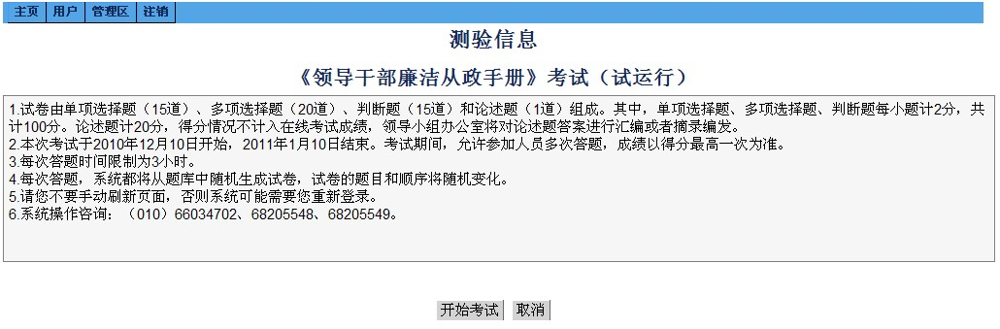 主页 用户 管理区 注销
测验信息
《领导干部廉洁从政手册》考试（试运行）
1.试卷由单项选择题（15道）、多项选择题（20道）、判断题（15道）和论述题（1道）组成。其中，单项选择题、多项选择题、判断题每小题计2分，共
计100分。论述题计20分，得分情况不计入在线考试成绩，领导小组办公室将对论述题答案进行汇编或者摘录编发。
2.本次考试于2010年12月10日开始，2011年1月10日结束。考试期间，允许参加人员多次答题，成绩以得分最高一次为准。
3.每次答题时间限制为3小时。
4.每次答题，系统都将从题库中随机生成试卷，试卷的题目和顺序将随机变化。
5.请您不要手动刷新页面，否则系统可能需要您重新登录。
6.系统操作咨询：（010）66034702、68205548、68205549。
开始考试 取消